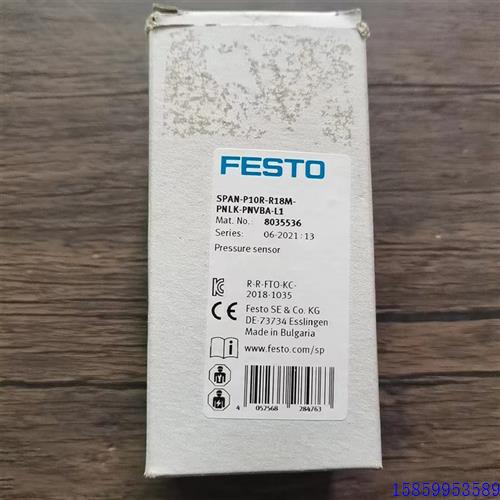 FESTO
SPAN-P10R-R18M-
PNLK-PNVBA-L1
Mat. No.: 8035536
Series: 06-2021:13
Pressure sensor
R-R-FTO-KC-
2018-1035
CE Festo SE & Co. KG
DE-73734 Esslingen
Made in Bulgaria
www.festo.com/sp
4 052568 284763
15859953589